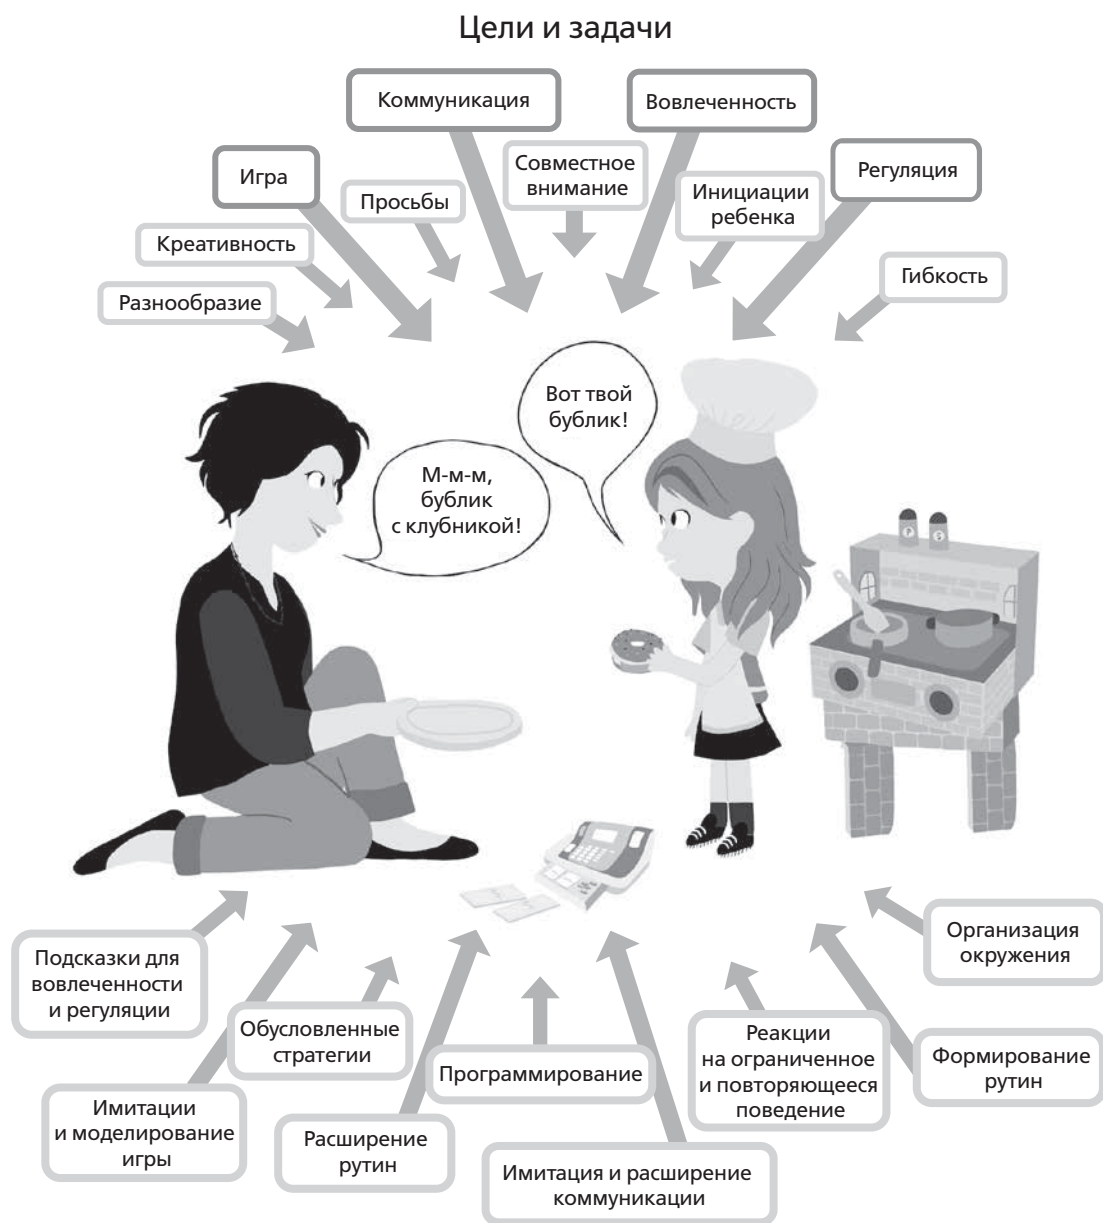 Цели и задачи
Коммуникация
Вовлеченность
Совместное
внимание
Игра
Регуляция
Просьбы
Инициации
ребенка
Креативность
Гибкость
Разнообразие
Вот твой
бублик!
М-м-м,
бублик
с клубникой!
Подсказки для
вовлеченности
и регуляции
Организация
окружения
Обусловленные
стратегии
Программирование
Реакции
на ограниченное
и повторяющееся
поведение
Формирование
рутин
Имитации
и моделирование
игры
Расширение
рутин
Имитация и расширение
коммуникации